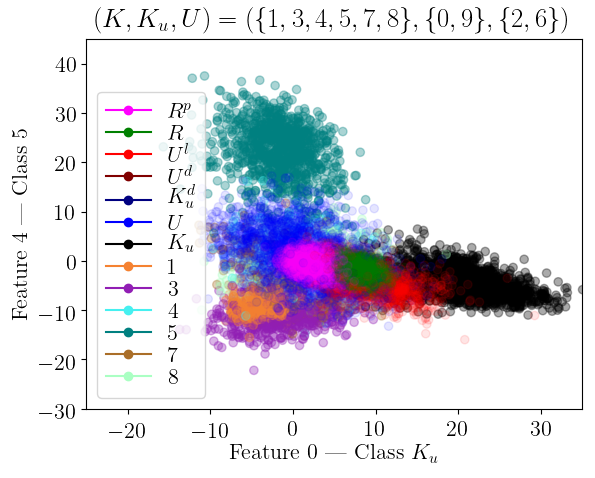 (K, K_u, U) = ({1, 3, 4, 5, 7, 8}, {0, 9}, {2, 6})
40
30
20
10
0
−10
−20
−30
Feature 4 — Class 5
R^p
R
U^l
U^d
K_u^d
U
K_u
1
3
4
5
7
8
−20
−10
0
10
20
30
Feature 0 — Class K_u